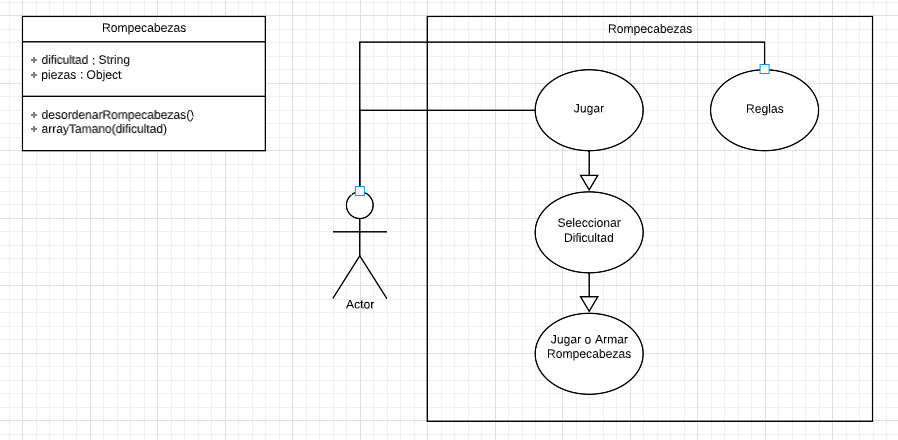 Rompecabezas
+ dificultad : String
+ piezas : Object
+ desordenarRompecabezas()
+ arrayTamano(dificultad)
Actor
Rompecabezas
Jugar
Reglas
Seleccionar
Dificultad
Jugar o Armar
Rompecabezas